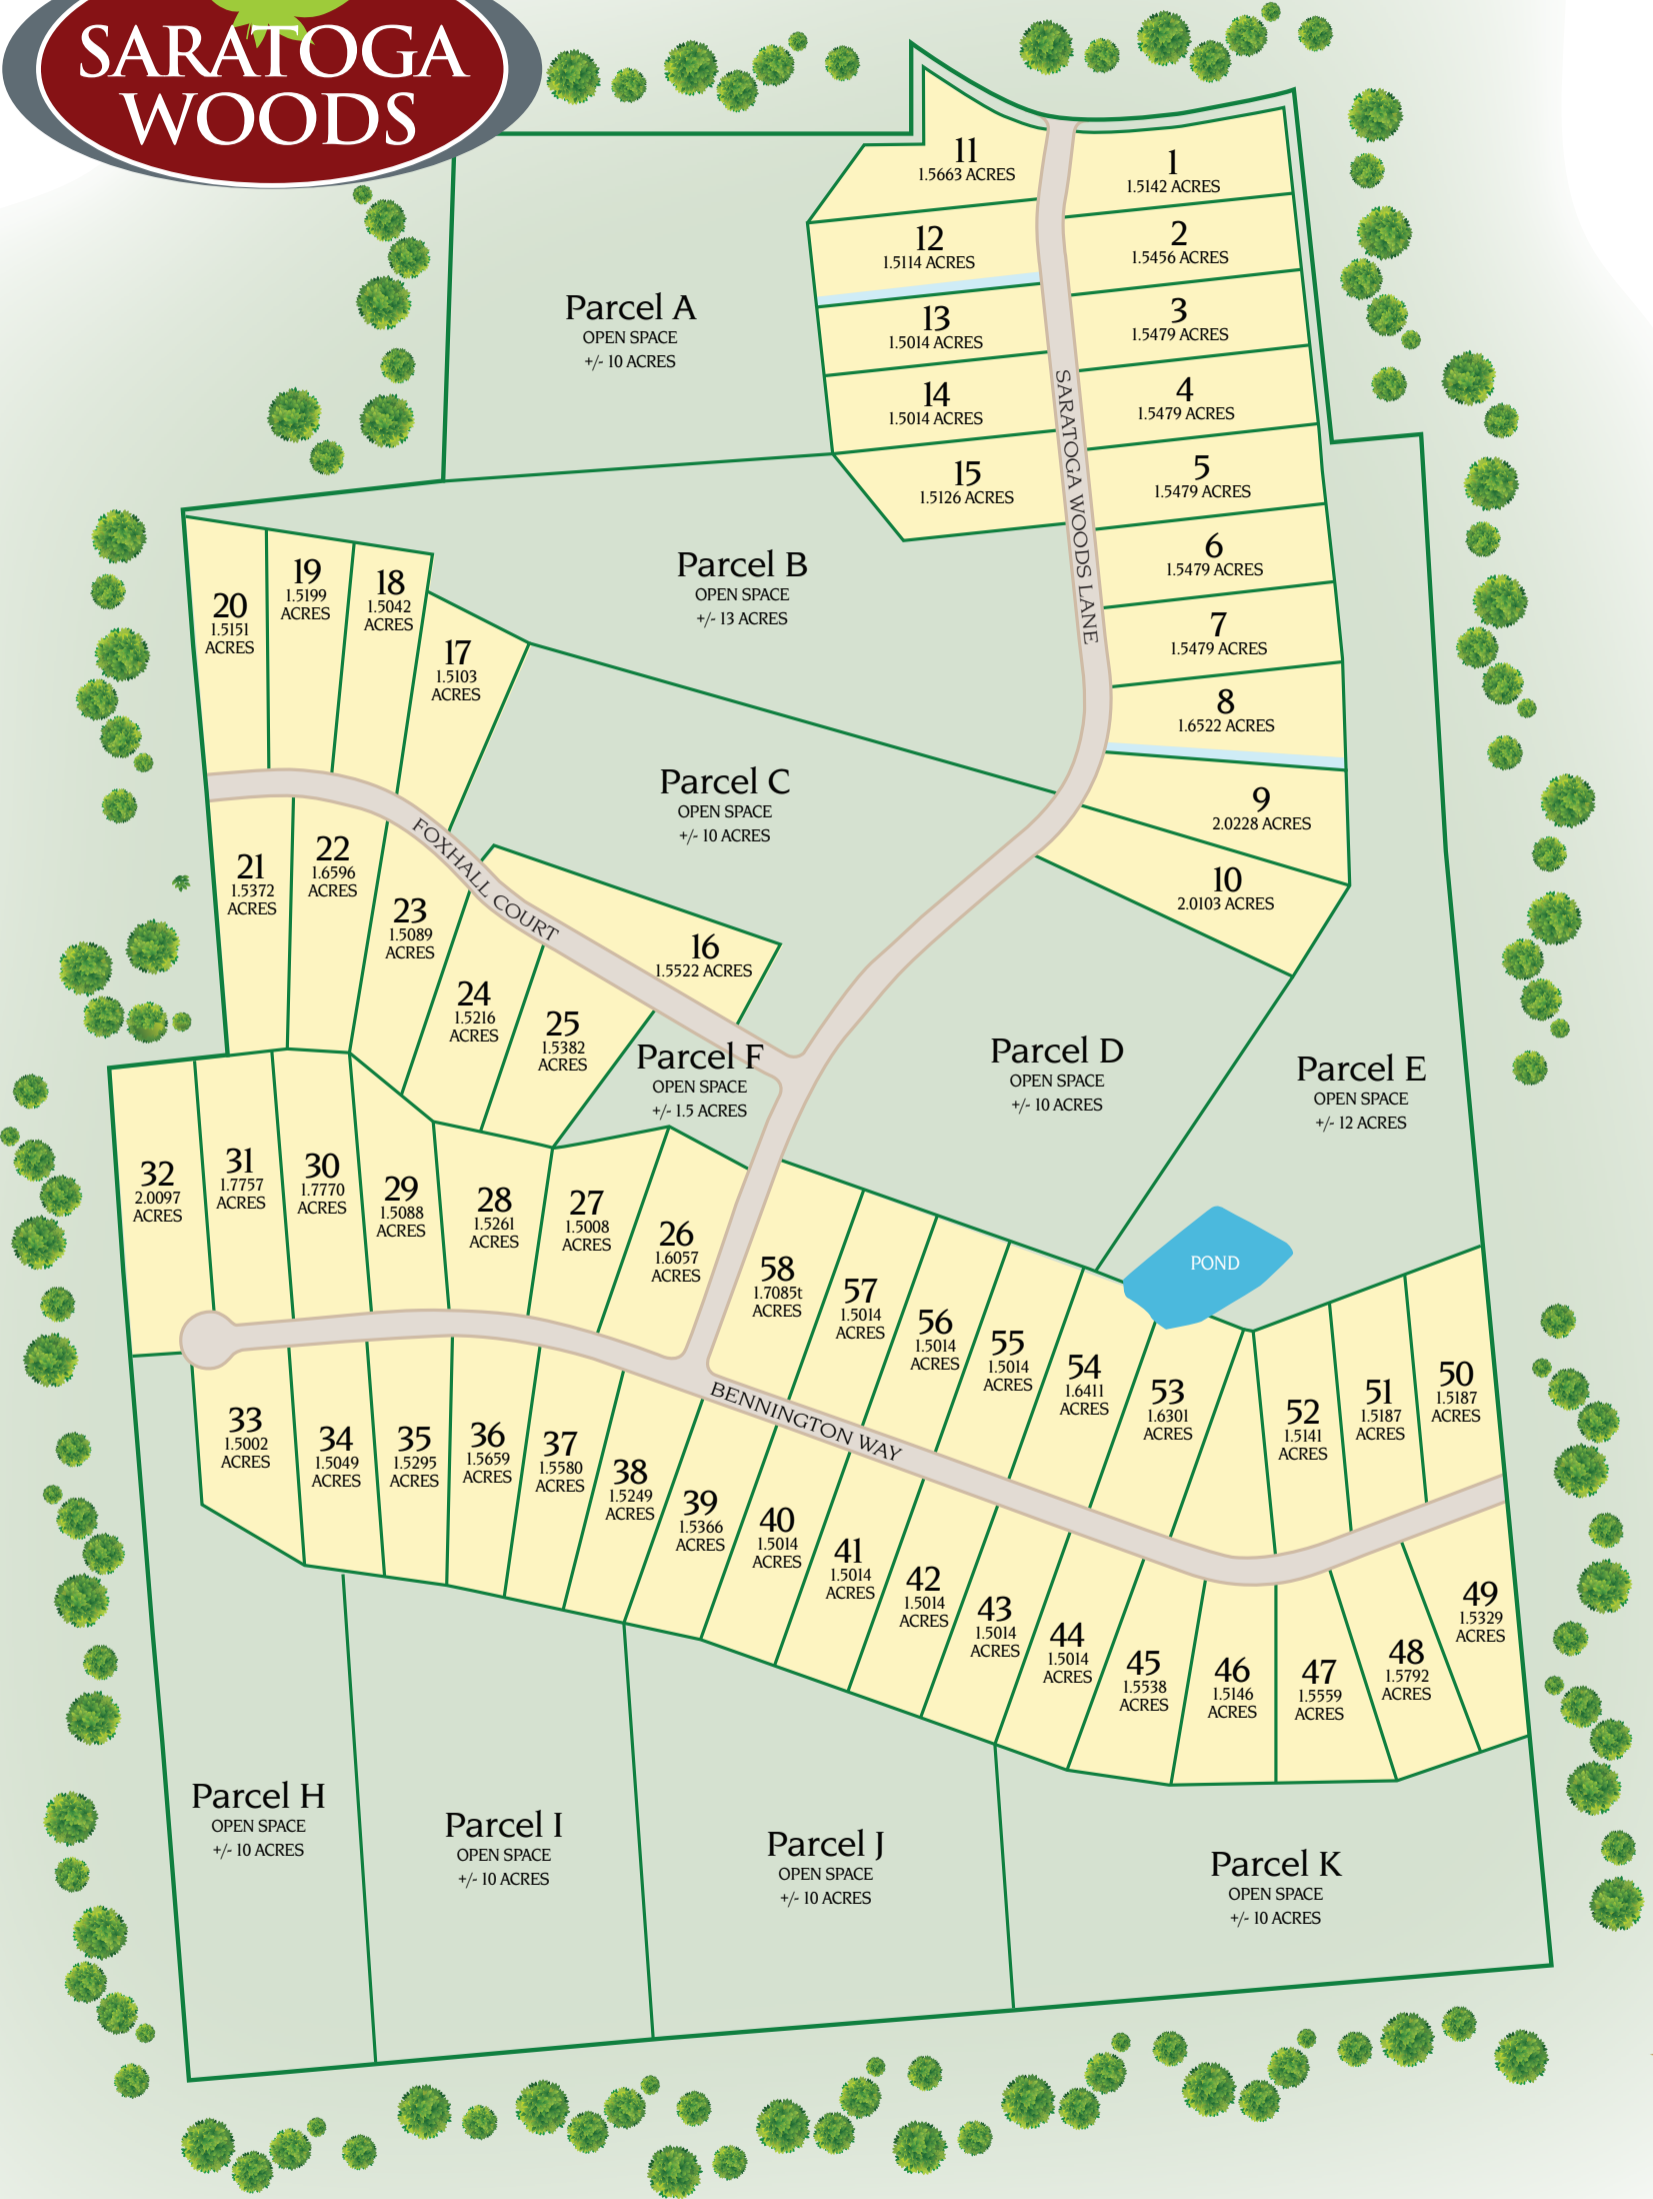 SARATOGA
WOODS
11
1.5663 ACRES
1
1.5142 ACRES
12
1.5114 ACRES
2
1.5456 ACRES
Parcel A
OPEN SPACE
+/- 10 ACRES
13
1.5014 ACRES
3
1.5479 ACRES
14
1.5014 ACRES
4
1.5479 ACRES
SARATOGA WOODS LANE
15
1.5126 ACRES
5
1.5479 ACRES
Parcel B
OPEN SPACE
+/- 13 ACRES
6
1.5479 ACRES
20
1.5151
ACRES
19
1.5199
ACRES
18
1.5042
ACRES
17
1.5103
ACRES
7
1.5479 ACRES
8
1.6522 ACRES
Parcel C
OPEN SPACE
+/- 10 ACRES
9
2.0228 ACRES
10
2.0103 ACRES
FOXHALL COURT
21
1.5372
ACRES
22
1.6596
ACRES
23
1.5089
ACRES
16
1.5522 ACRES
24
1.5216
ACRES
25
1.5382
ACRES
Parcel F
OPEN SPACE
+/- 1.5 ACRES
Parcel D
OPEN SPACE
+/- 10 ACRES
Parcel E
OPEN SPACE
+/- 12 ACRES
32
2.0097
ACRES
31
1.7757
ACRES
30
1.7770
ACRES
29
1.5088
ACRES
28
1.5261
ACRES
27
1.5008
ACRES
26
1.6057
ACRES
58
1.7085t
ACRES
57
1.5014
ACRES
56
1.5014
ACRES
55
1.5014
ACRES
54
1.6411
ACRES
POND
53
1.6301
ACRES
52
1.5141
ACRES
51
1.5187
ACRES
50
1.5187
ACRES
BENNINGTON WAY
33
1.5002
ACRES
34
1.5049
ACRES
35
1.5295
ACRES
36
1.5659
ACRES
37
1.5580
ACRES
38
1.5249
ACRES
39
1.5366
ACRES
40
1.5014
ACRES
41
1.5014
ACRES
42
1.5014
ACRES
43
1.5014
ACRES
44
1.5014
ACRES
45
1.5538
ACRES
46
1.5146
ACRES
47
1.5559
ACRES
48
1.5792
ACRES
49
1.5329
ACRES
Parcel H
OPEN SPACE
+/- 10 ACRES
Parcel I
OPEN SPACE
+/- 10 ACRES
Parcel J
OPEN SPACE
+/- 10 ACRES
Parcel K
OPEN SPACE
+/- 10 ACRES